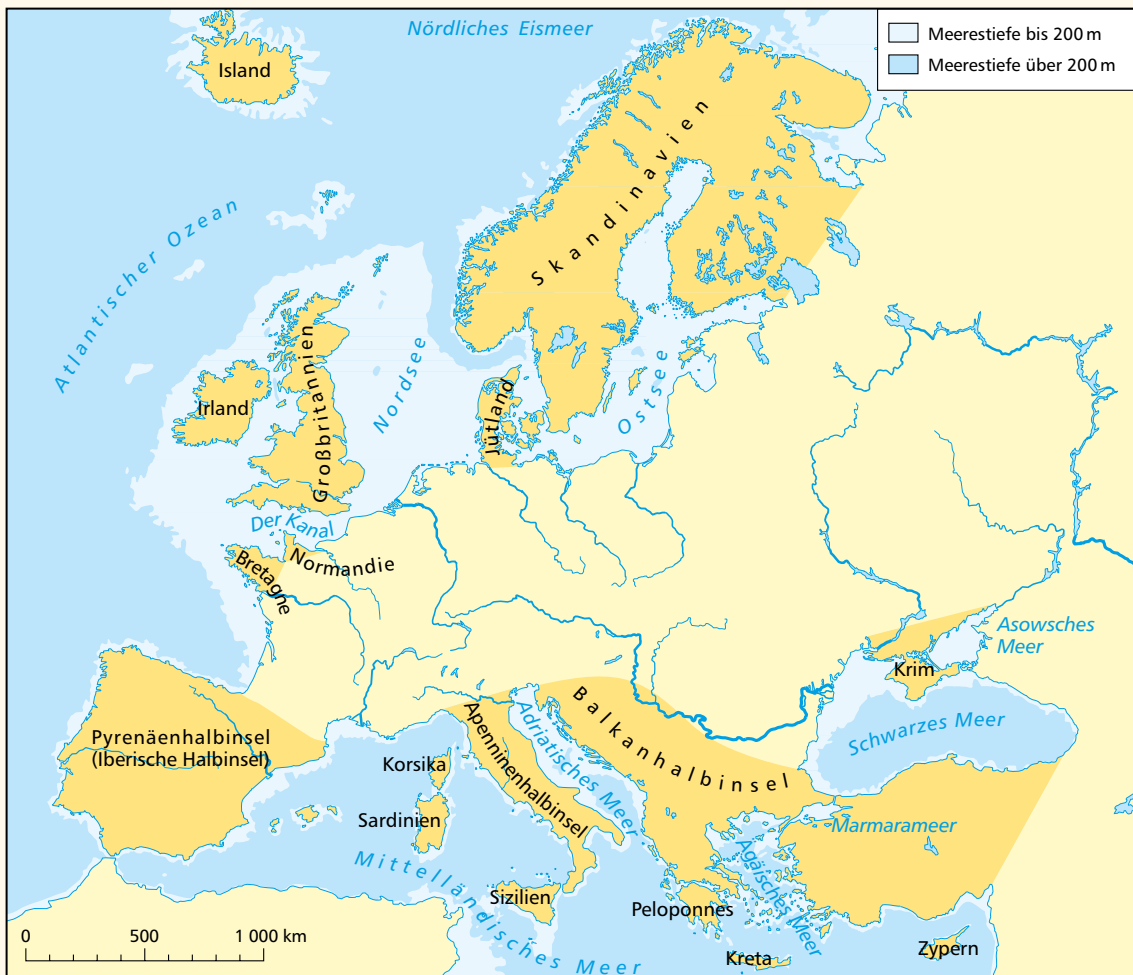 Nördliches Eismeer
Meerestiefe bis 200 m
Meerestiefe über 200 m
Island
Skandinavien
Atlantischer Ozean
Großbritannien
Nordsee
Irland
Jütland
Ostsee
Der Kanal
Bretagne
Normandie
Asowsches
Meer
Krim
Schwarzes Meer
Pyrenäenhalbinsel
(Iberische Halbinsel)
Korsika
Sardinien
Apenninenhalbinsel
Adriatisches Meer
Balkanhalbinsel
Marmarameer
Mittelländisches Meer
Sizilien
Peloponnes
Ägäisches Meer
Kreta
Zypern
0 500 1 000 km